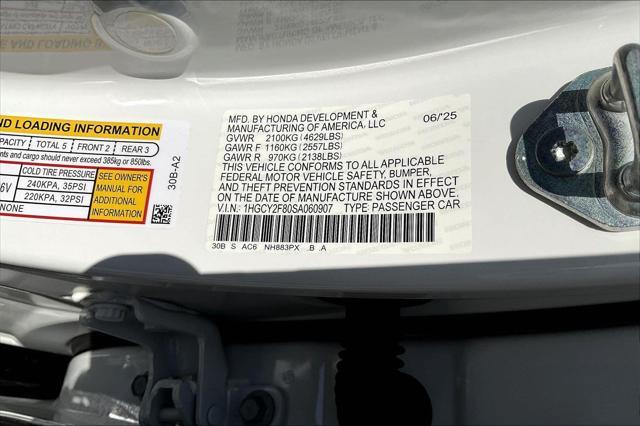 ND LOADING INFORMATION
PACITY TOTAL 5 FRONT 2 REAR 3
nts and cargo should never exceed 385kg or 850lbs.
COLD TIRE PRESSURE
SEE OWNER'S
MANUAL FOR
ADDITIONAL
INFORMATION
6V 240KPA, 35PSI
220KPA, 32PSI
NONE
30B-A2
MFD. BY HONDA DEVELOPMENT &
MANUFACTURING OF AMERICA, LLC
06/'25
GVWR 2100KG(4629LBS)
GAWR F 1160KG(2557LBS)
GAWR R 970KG(2138LBS)
THIS VEHICLE CONFORMS TO ALL APPLICABLE
FEDERAL MOTOR VEHICLE SAFETY, BUMPER,
AND THEFT PREVENTION STANDARDS IN EFFECT
ON THE DATE OF MANUFACTURE SHOWN ABOVE.
V.I.N.: 1HGCY2F80SA060907 TYPE PASSENGER CAR
30B S AC6 NH883PX .B .A